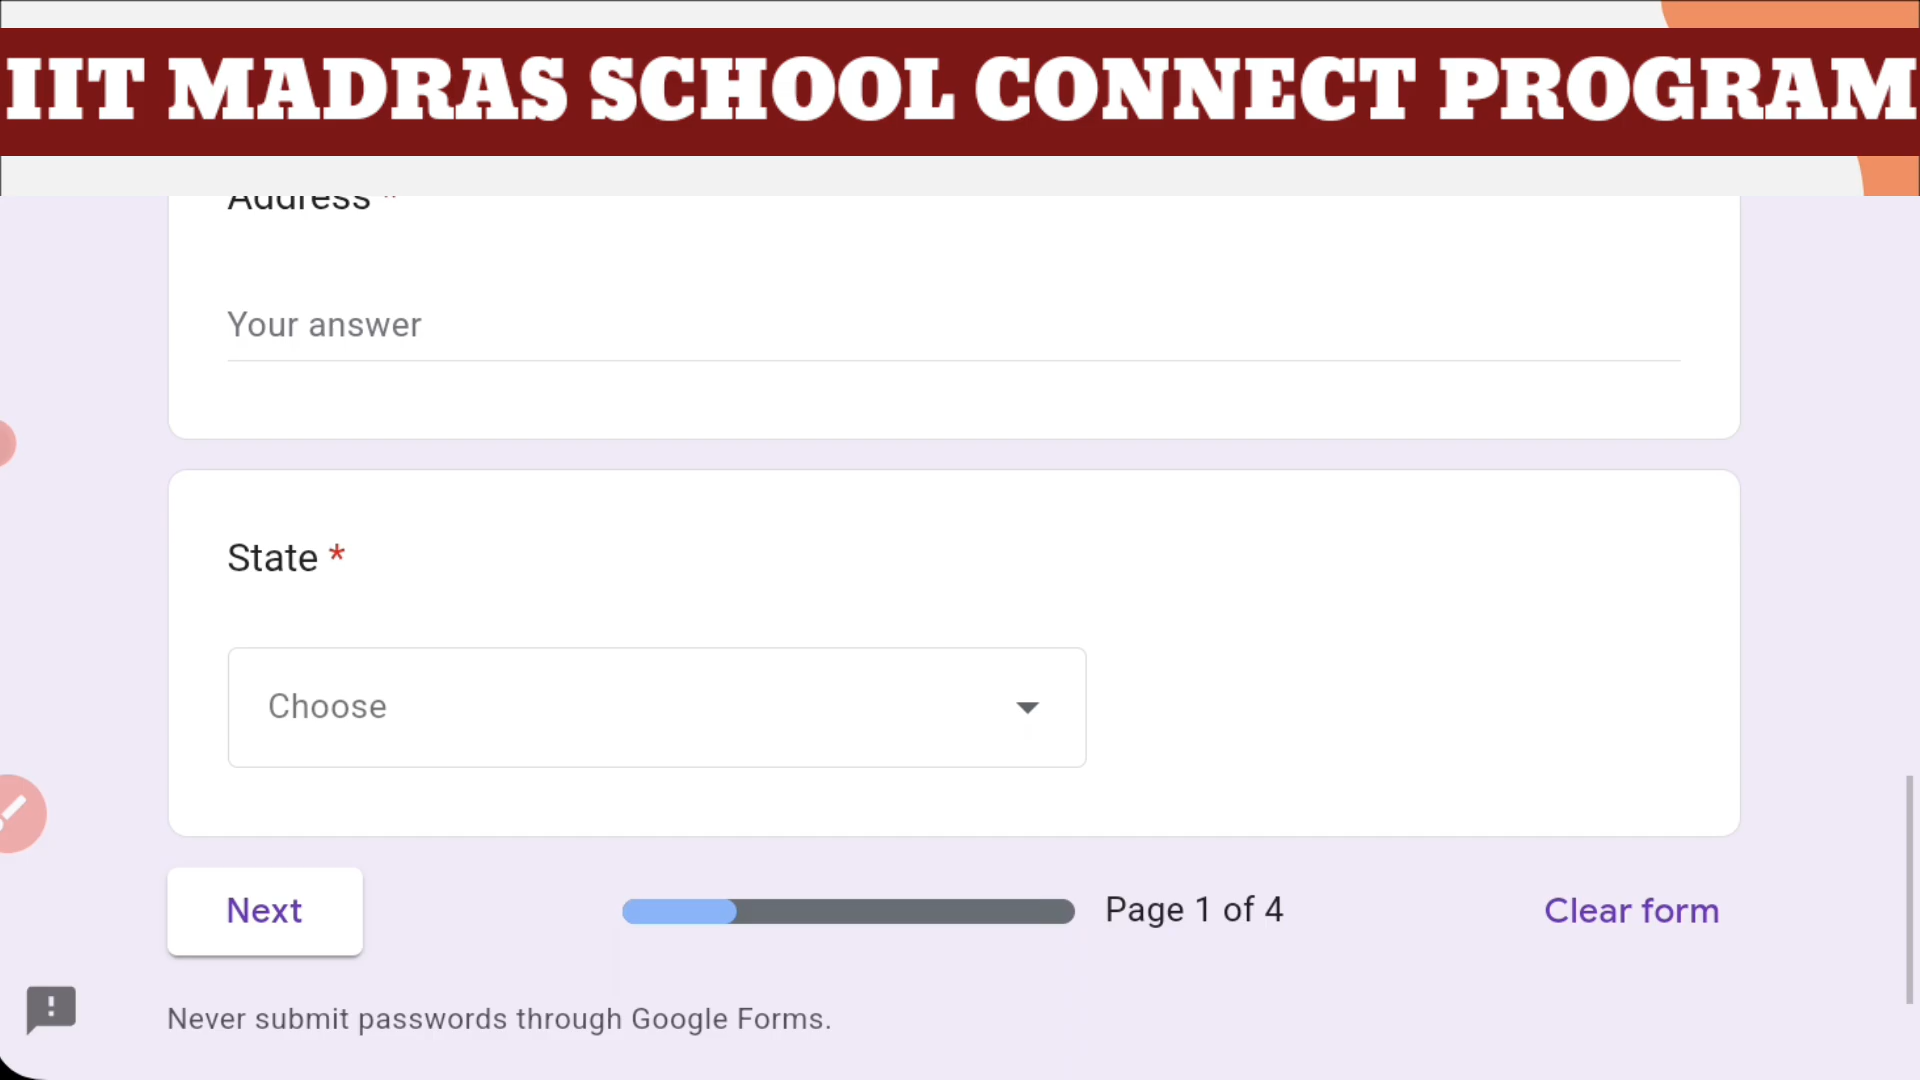 IIT MADRAS SCHOOL CONNECT PROGRAM
Address *
Your answer
State *
Choose
Next
Page 1 of 4
Clear form
Never submit passwords through Google Forms.